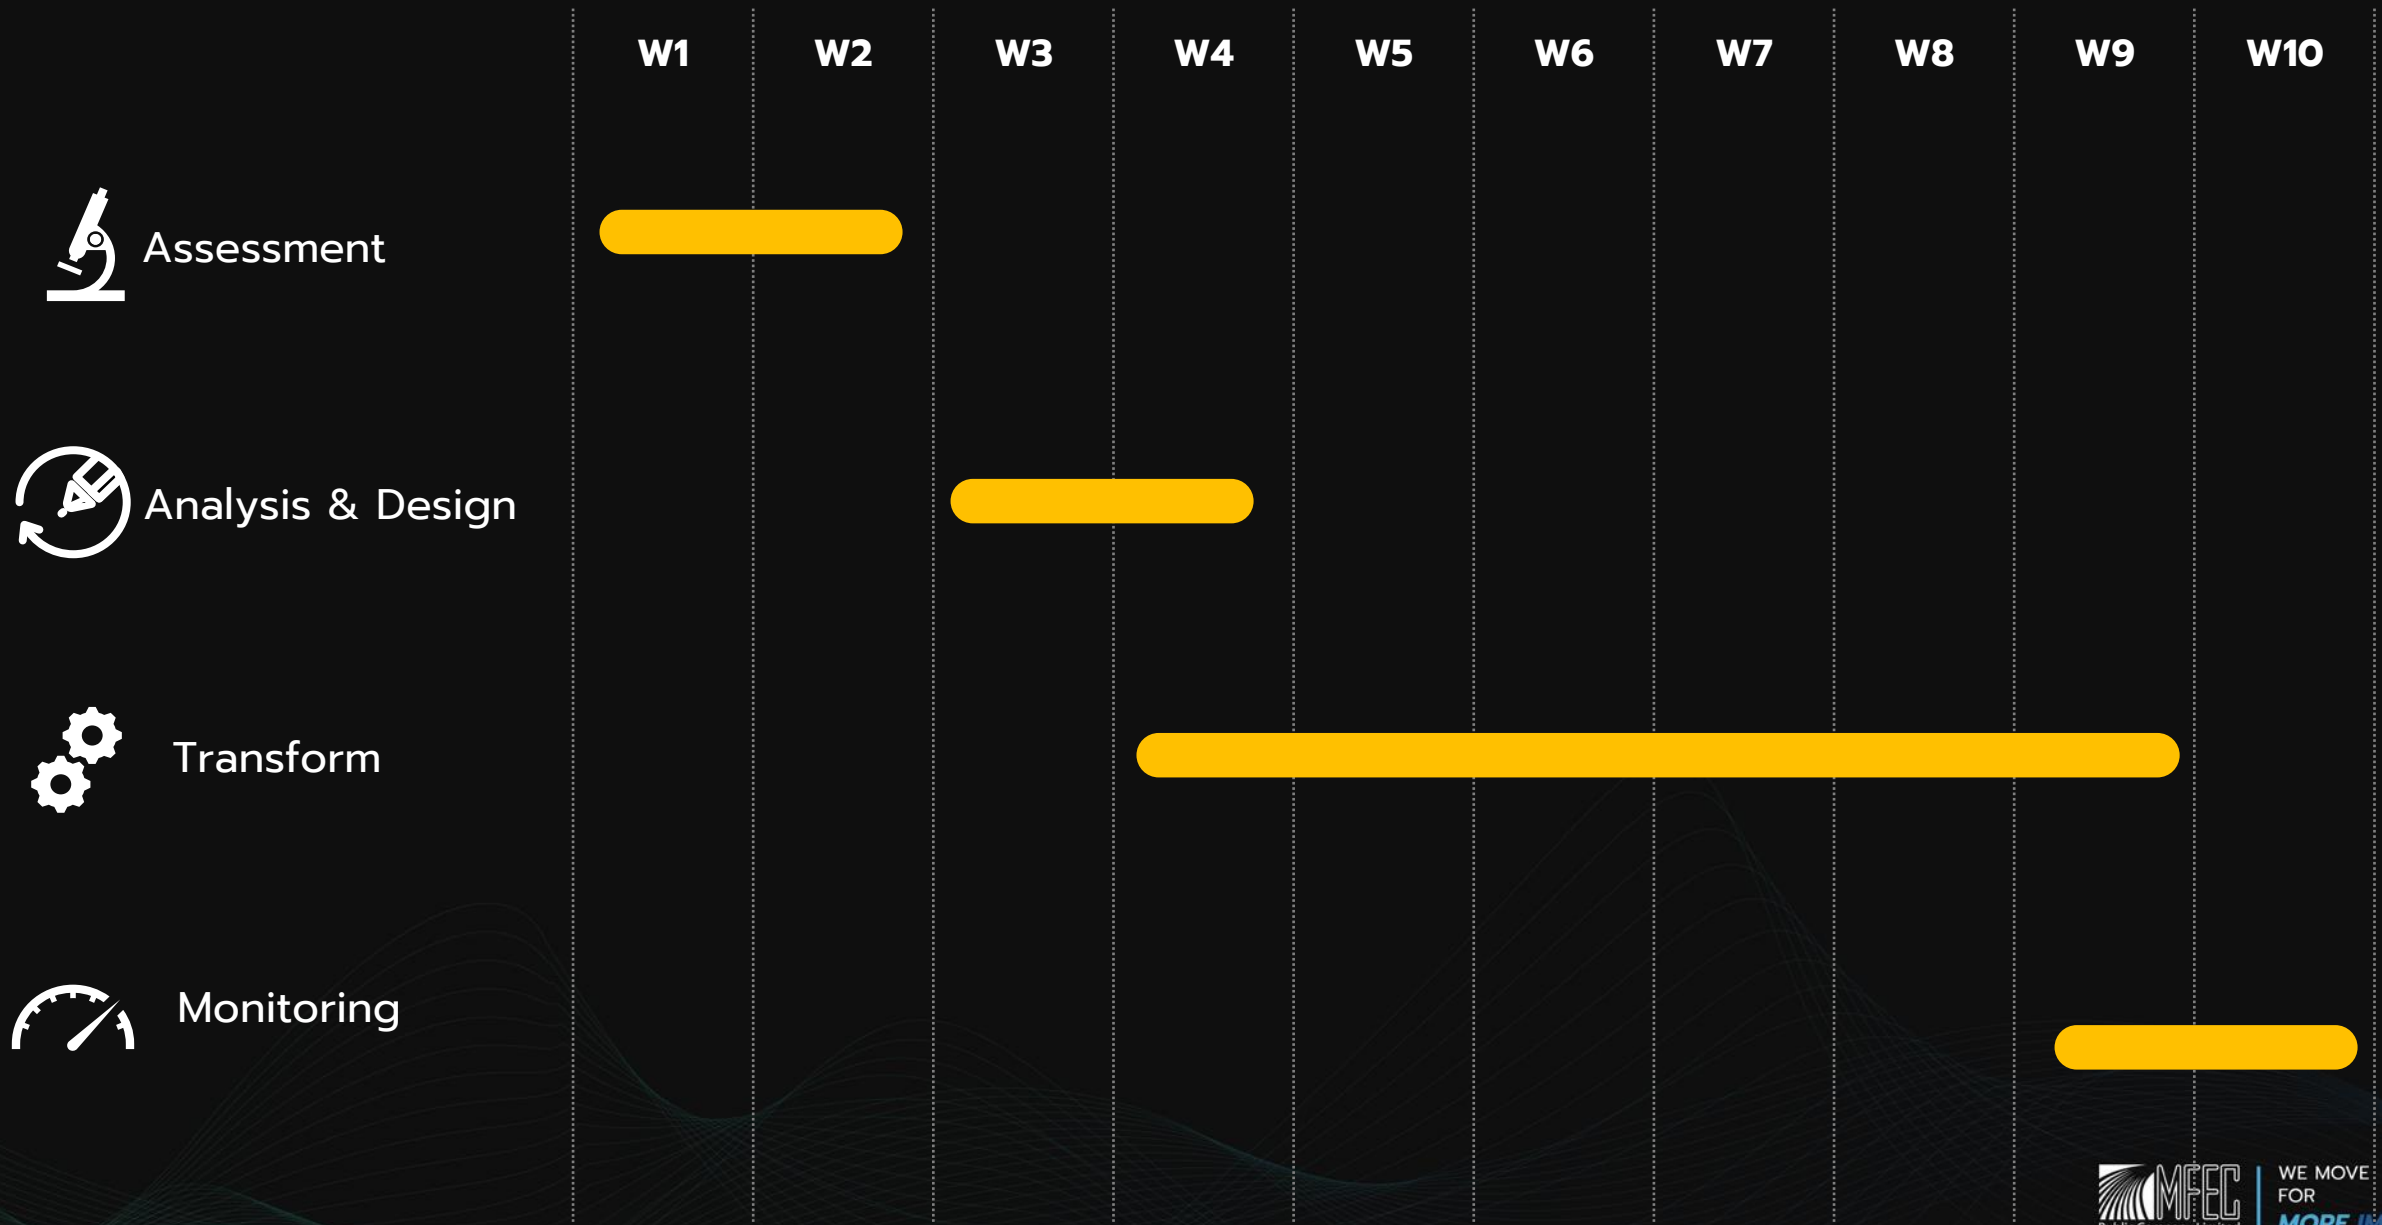 W1 W2 W3 W4 W5 W6 W7 W8 W9 W10
Assessment
Analysis & Design
Transform
Monitoring
MFEC
WE MOVE
FOR
MORE